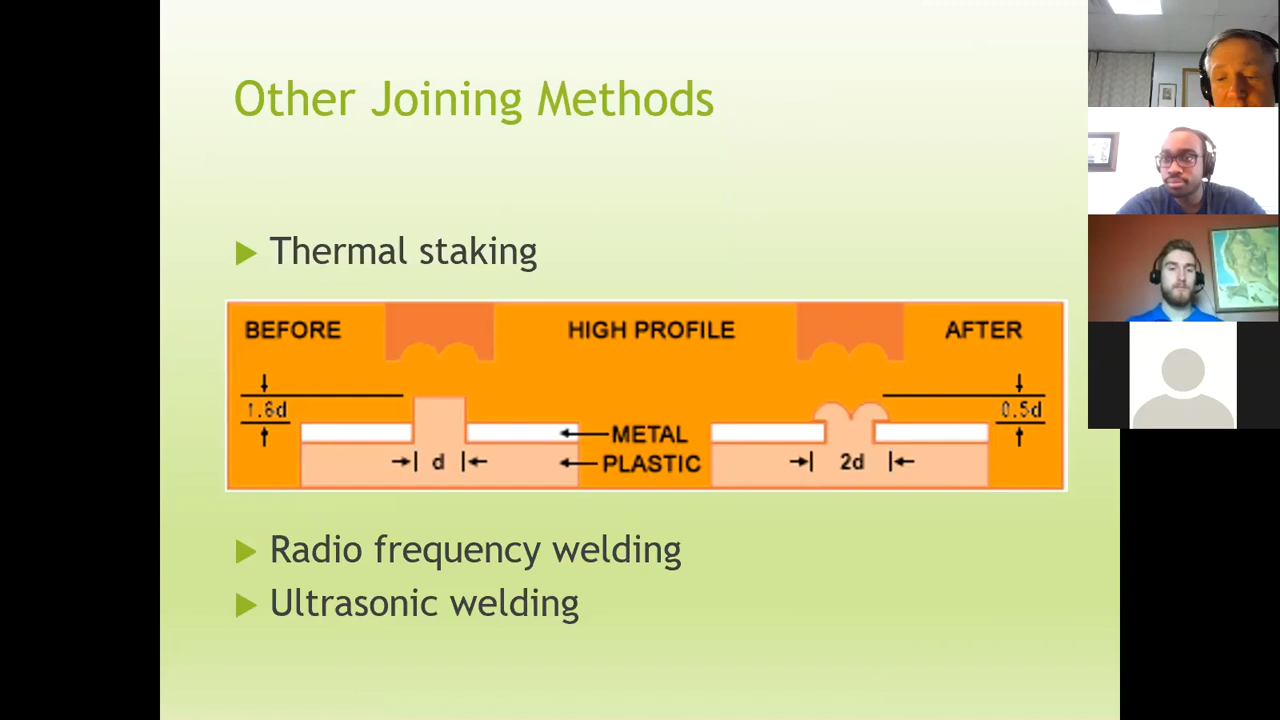 Other Joining Methods
Thermal staking
BEFORE HIGH PROFILE AFTER
1.6d 0.5d
METAL
d PLASTIC 2d
Radio frequency welding
Ultrasonic welding